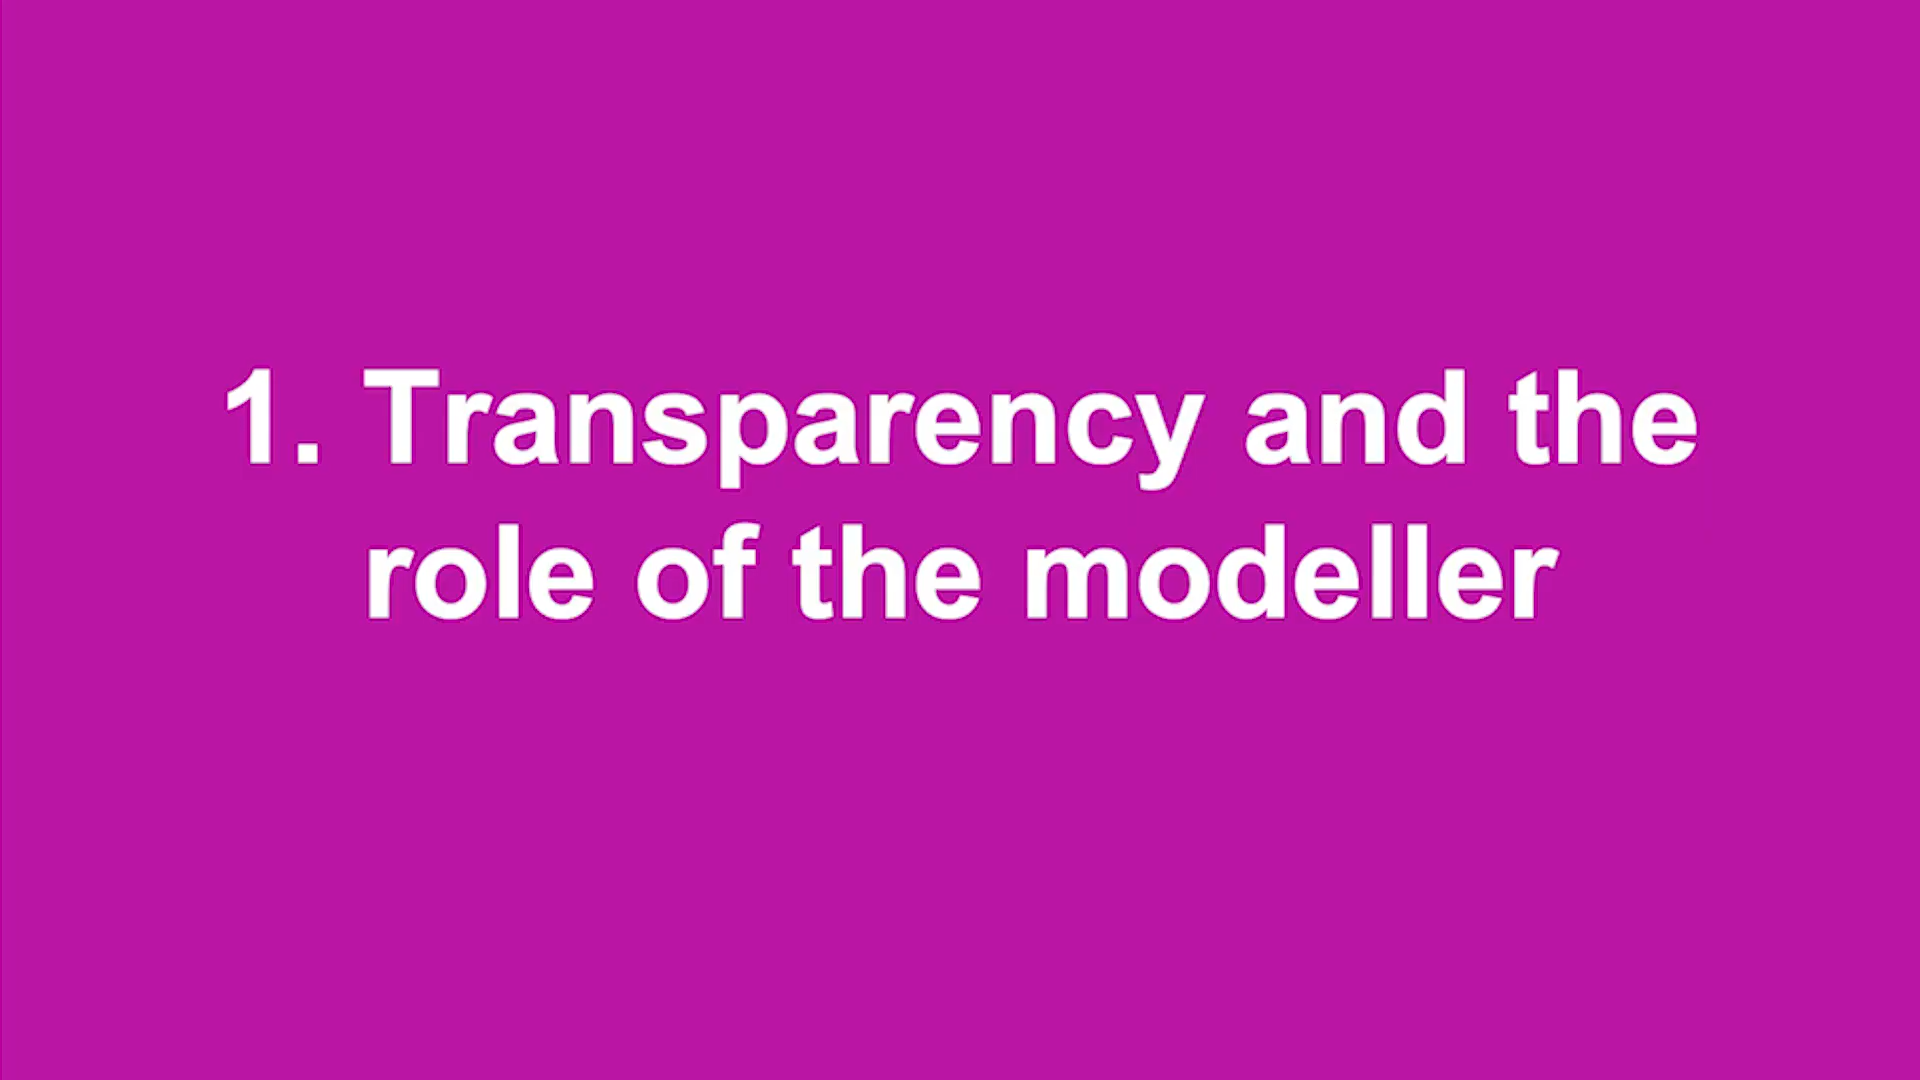 1. Transparency and the
role of the modeller